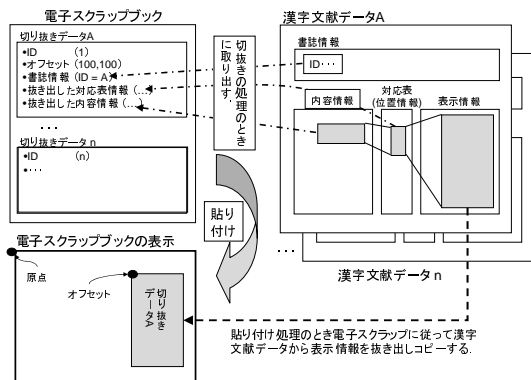 電子スクラップブック
切り抜きデータA
•ID (1)
•オフセット (100,100)
•書誌情報 (ID = A)
•抜き出した対応表情報 (…)
•抜き出した内容情報 (…)
…
切り抜きデータ n
•ID (n)
•…
切抜きの処理のとき
に取り出す.
漢字文献データA
書誌情報
ID…
内容情報
対応表
(位置情報)
表示情報
…
漢字文献データ n
貼り
付け
電子スクラップブックの表示
原点
オフセット
切り抜き
データA
貼り付け処理のとき電子スクラップに従って漢字
文献データから表示情報を抜き出しコピーする.